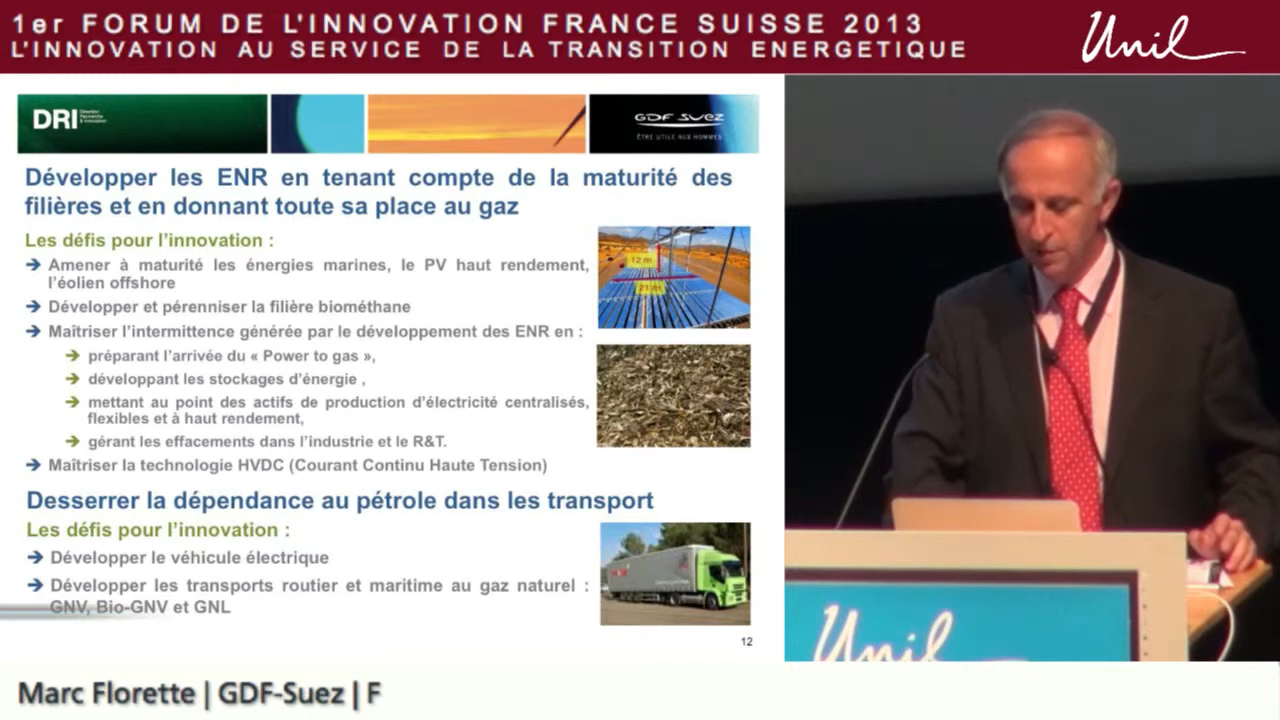 1er FORUM DE L'INNOVATION FRANCE SUISSE 2013
L'INNOVATION AU SERVICE DE LA TRANSITION ENERGETIQUE
Unil
DRI
GDF SUEZ
ÊTRE UTILE AUX HOMMES
Développer les ENR en tenant compte de la maturité des
filières et en donnant toute sa place au gaz
Les défis pour l'innovation :
Amener à maturité les énergies marines, le PV haut rendement,
l'éolien offshore
Développer et pérenniser la filière biométhane
Maîtriser l'intermittence générée par le développement des ENR en :
préparant l'arrivée du « Power to gas »,
développant les stockages d'énergie ,
mettant au point des actifs de production d'électricité centralisés,
flexibles et à haut rendement,
gérant les effacements dans l'industrie et le R&T.
Maîtriser la technologie HVDC (Courant Continu Haute Tension)
12 m
21 m
Desserrer la dépendance au pétrole dans les transport
Les défis pour l'innovation :
Développer le véhicule électrique
Développer les transports routier et maritime au gaz naturel :
GNV, Bio-GNV et GNL
12
Unil
Marc Florette | GDF-Suez | F